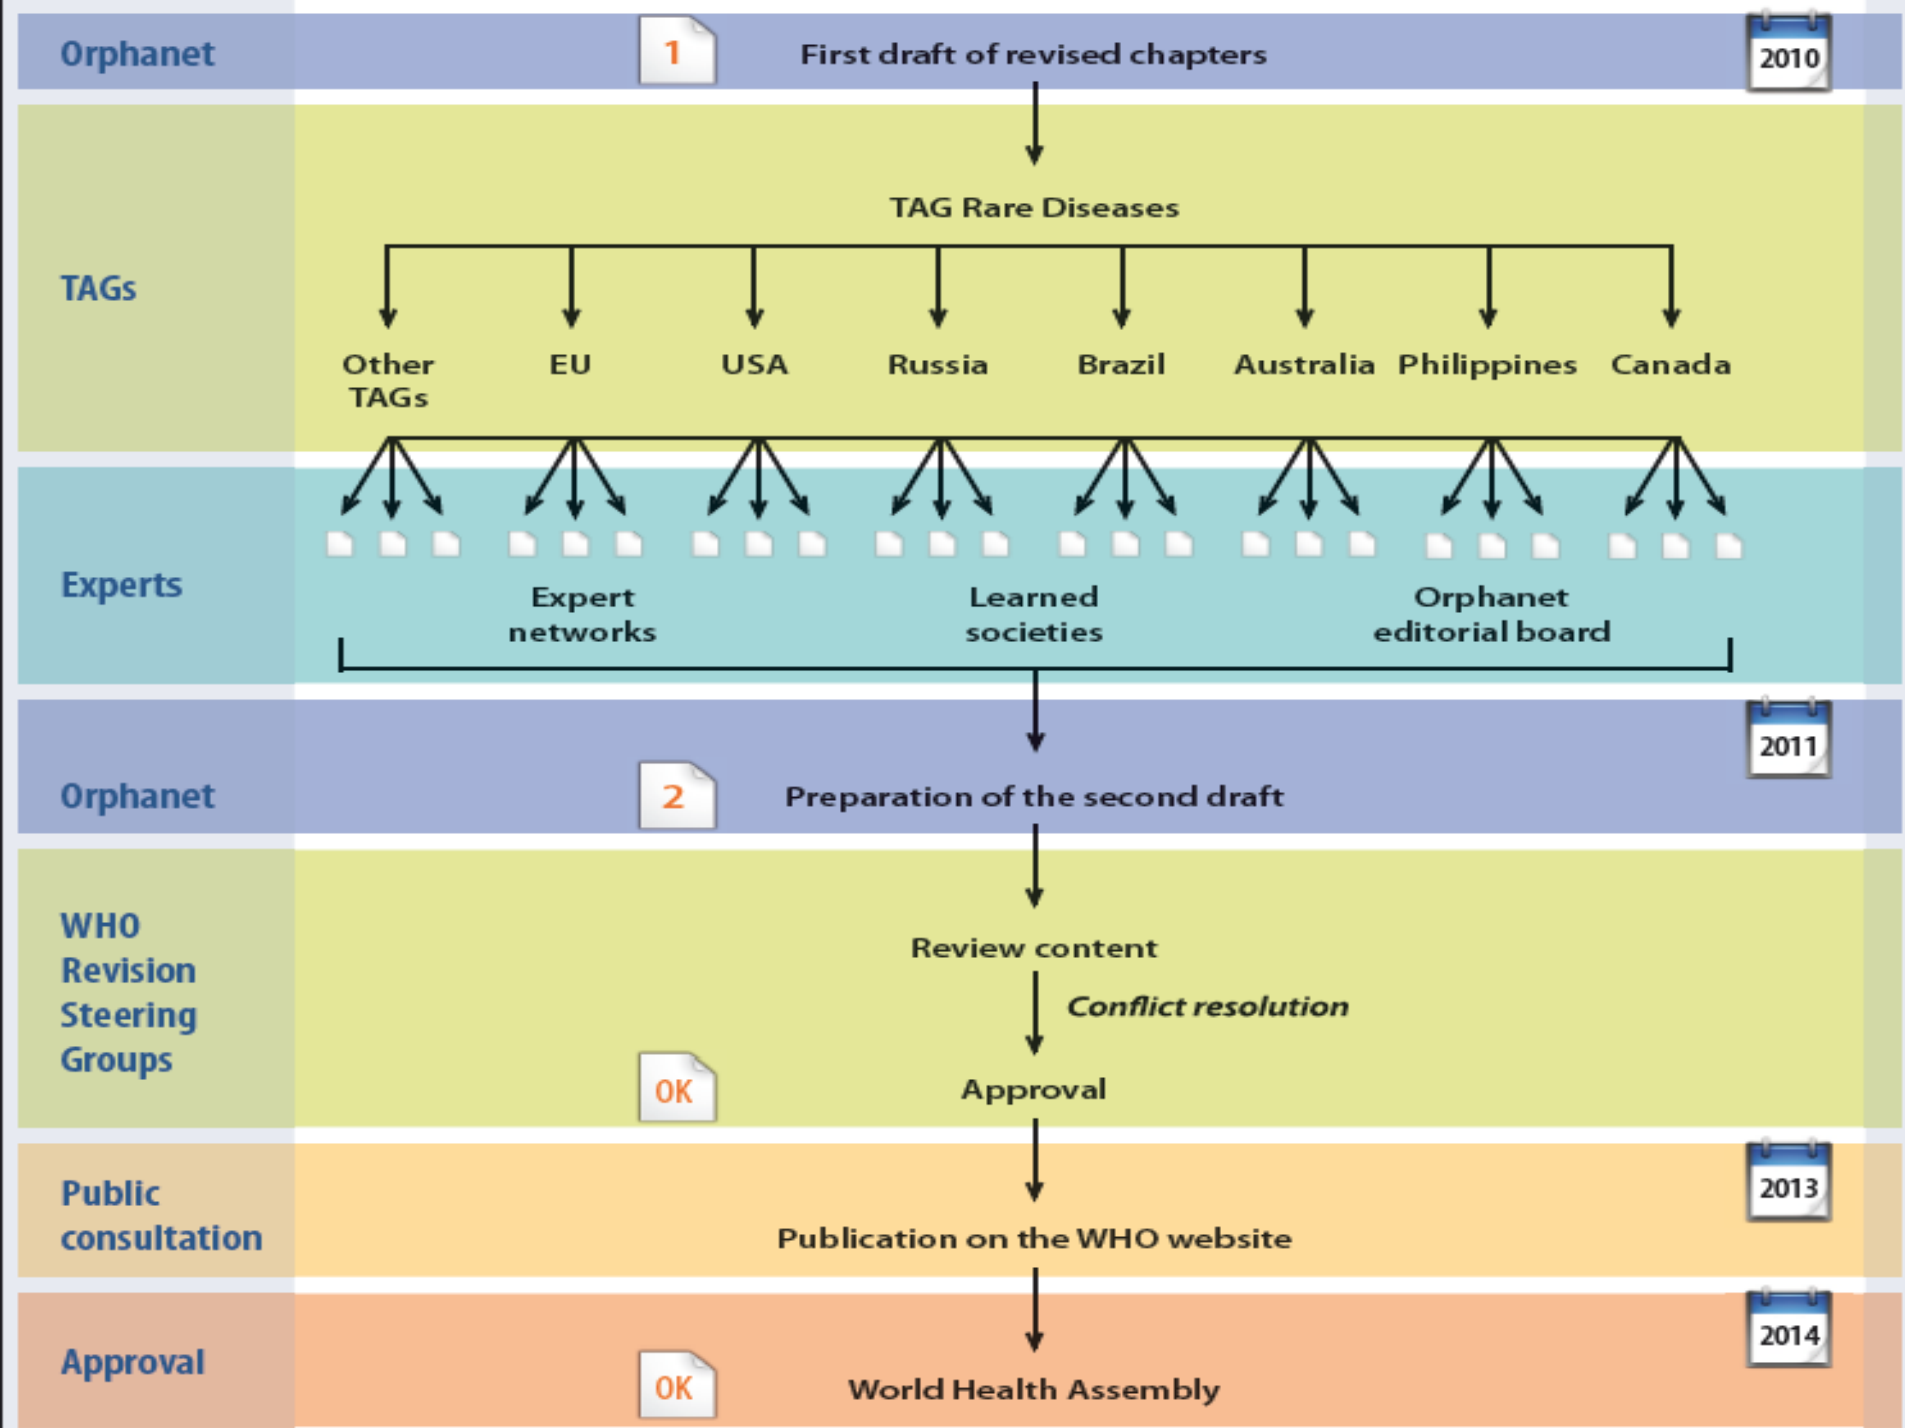 Orphanet
1
First draft of revised chapters
2010
TAGs
TAG Rare Diseases
Other
TAGs
EU
USA
Russia
Brazil
Australia
Philippines
Canada
Experts
Expert
networks
Learned
societies
Orphanet
editorial board
2011
Orphanet
2
Preparation of the second draft
WHO
Revision
Steering
Groups
Review content
Conflict resolution
OK
Approval
Public
consultation
2013
Publication on the WHO website
Approval
2014
OK
World Health Assembly